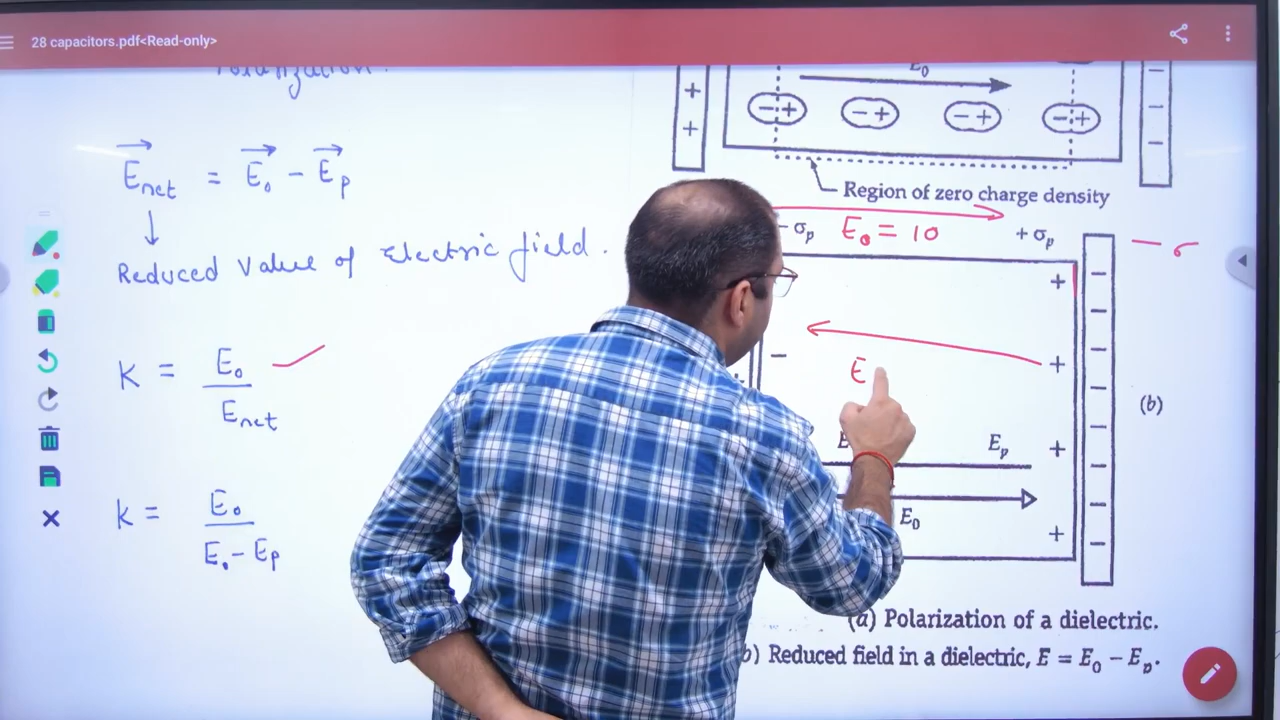 28 capacitors.pdf<Read-only>
Polarization.
E₀
+
+
− + − + − + − +
−
−
−
Region of zero charge density
Enet = E₀ − Ep
Reduced Value of Electric field.
K = E₀ / Enet
K = E₀ / E₀ − Ep
− σp E₀ = 10 + σp − σ
E
Ep
E₀
−
+
+
+
+
−
−
−
−
−
−
−
−
(b)
(a) Polarization of a dielectric.
) Reduced field in a dielectric, E = E₀ − Ep.